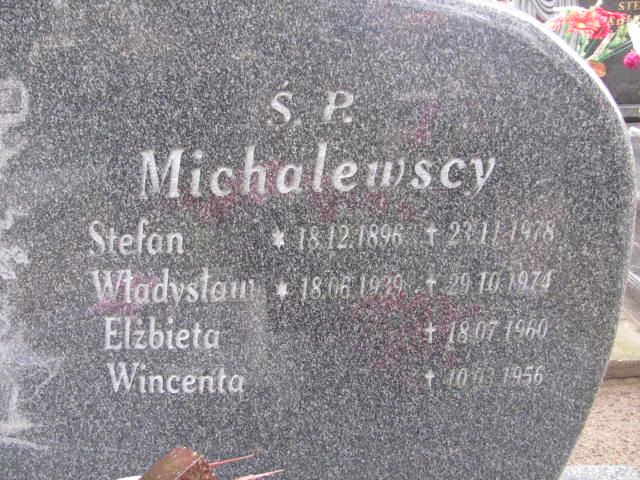 Ś. P.
Michalewscy
Stefan * 18.12.1896 † 23.11.1978
Władysław * 18.06.1939 † 29.10.1974
Elżbieta † 18.07.1960
Wincenta † 10.03.1956